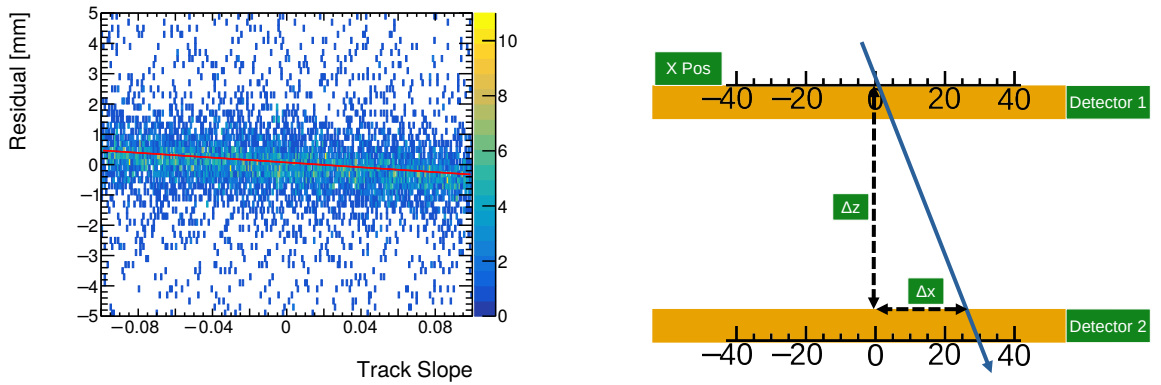 Residual [mm]
5
4
3
2
1
0
−1
−2
−3
−4
−5
−0.08 −0.04 0 0.04 0.08
Track Slope
10
8
6
4
2
0
X Pos
−40 −20 0 20 40
Detector 1
Δz
Δx
Detector 2
−40 −20 0 20 40